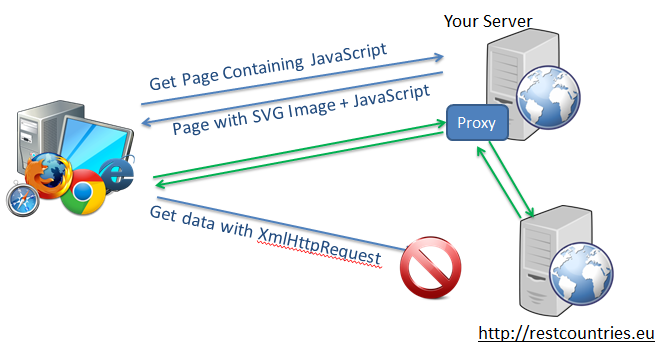 Your Server
Get Page Containing JavaScript
Page with SVG Image + JavaScript
Proxy
Get data with XmlHttpRequest
http://restcountries.eu